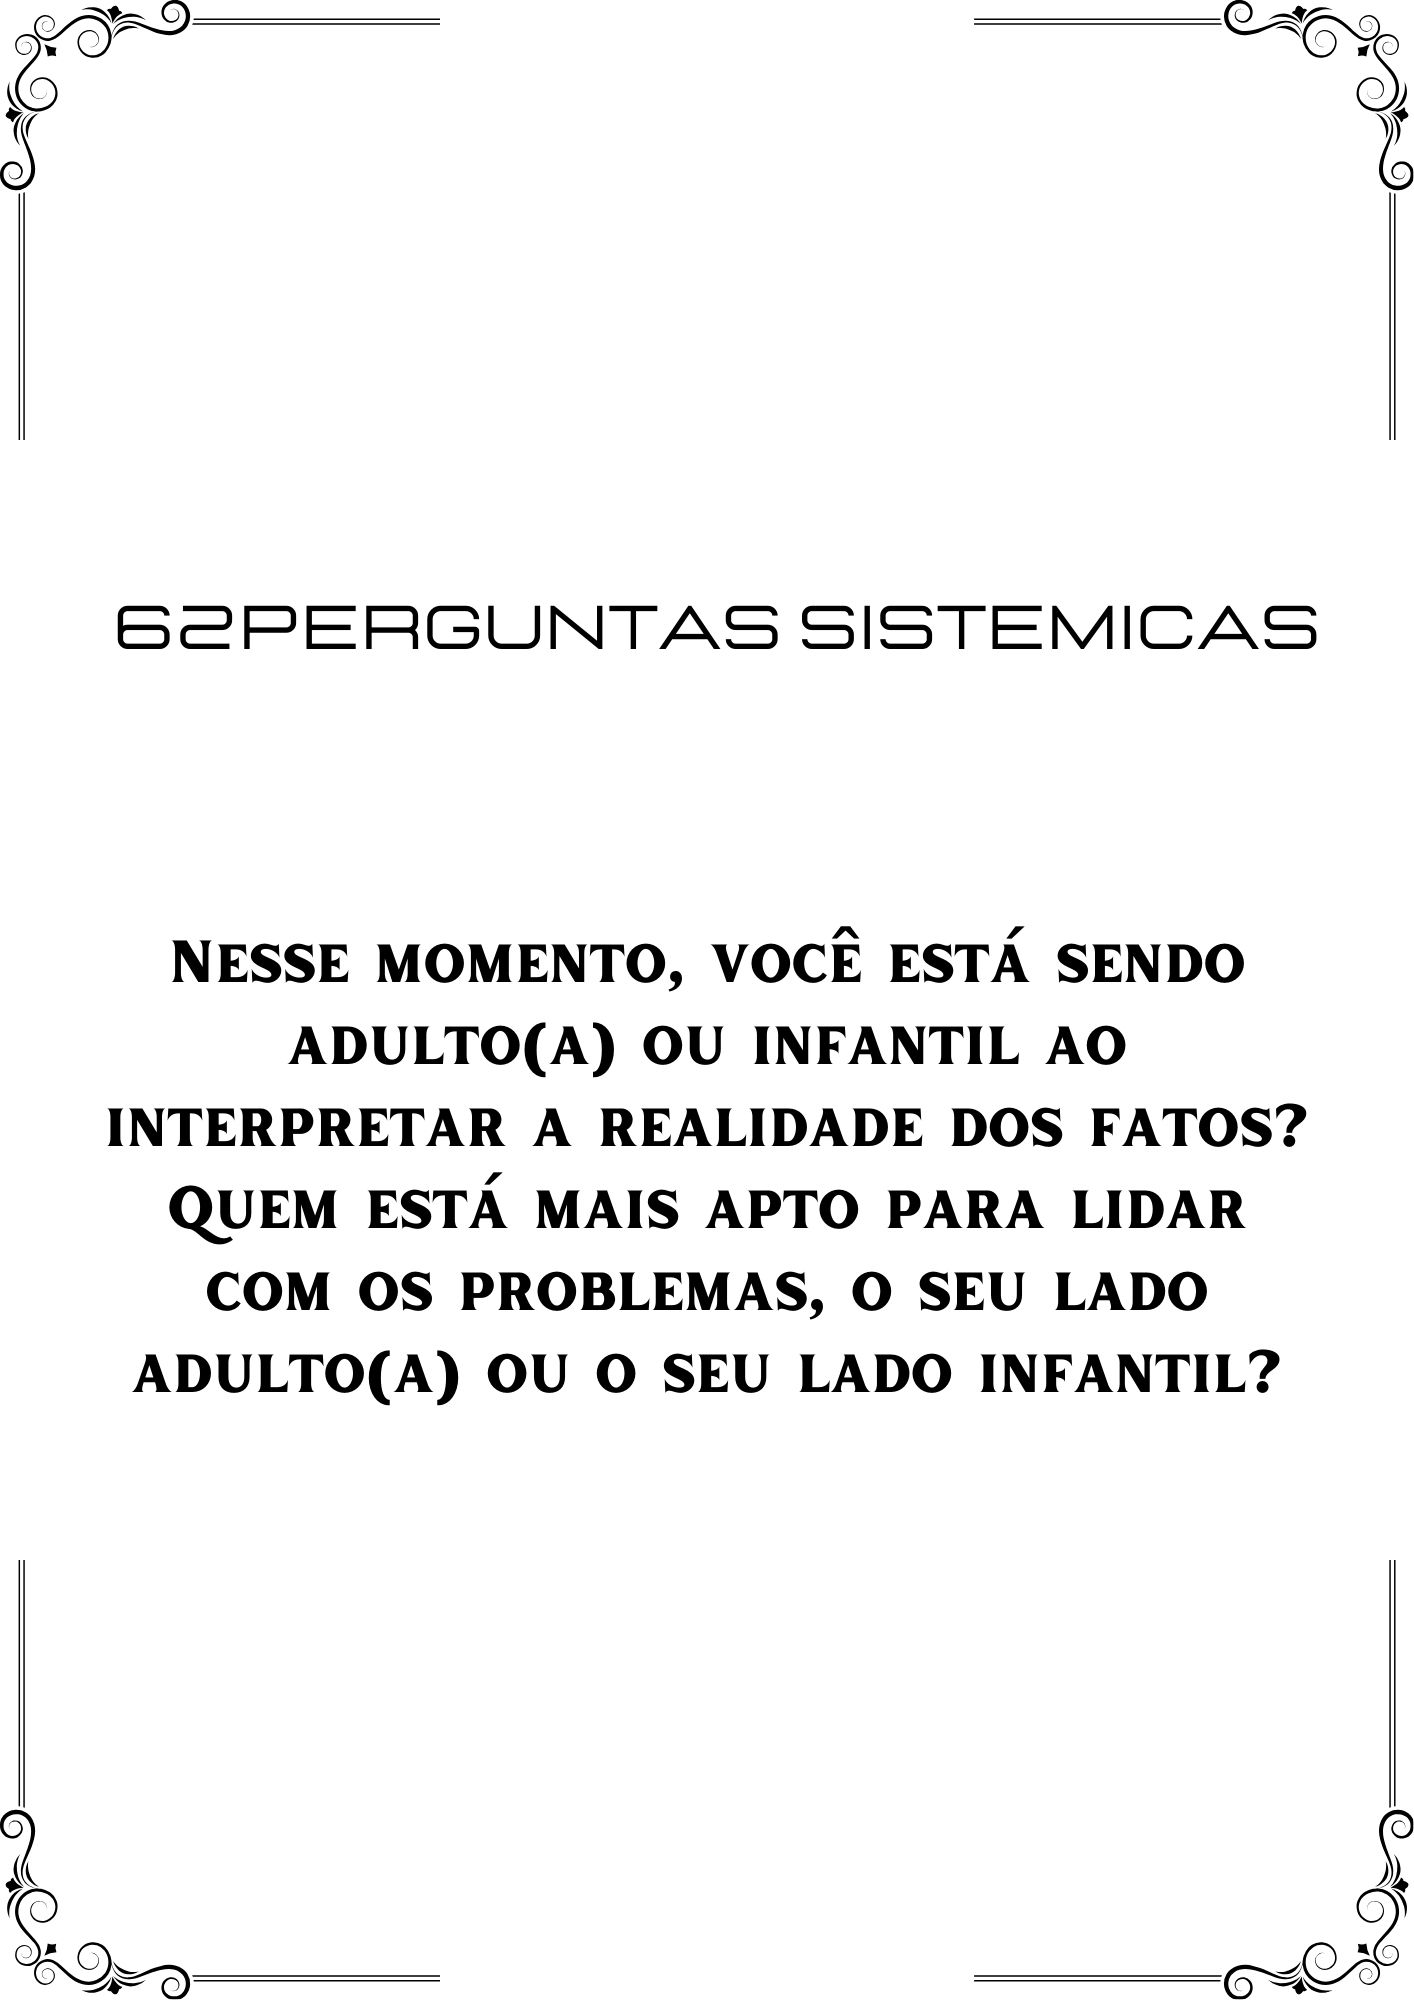 62PERGUNTAS SISTEMICAS
Nesse momento, você está sendo
adulto(a) ou infantil ao
interpretar a realidade dos fatos?
Quem está mais apto para lidar
com os problemas, o seu lado
adulto(a) ou o seu lado infantil?